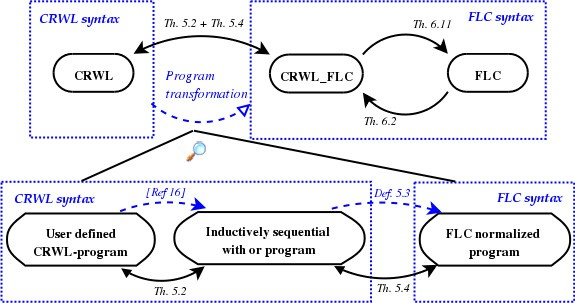 CRWL syntax
Th. 5.2 + Th. 5.4
FLC syntax
Th. 6.11
CRWL
Program
transformation
CRWL_FLC
FLC
Th. 6.2
CRWL syntax
[Ref 16]
Def. 5.3
FLC syntax
User defined
CRWL-program
Inductively sequential
with or program
FLC normalized
program
Th. 5.2
Th. 5.4